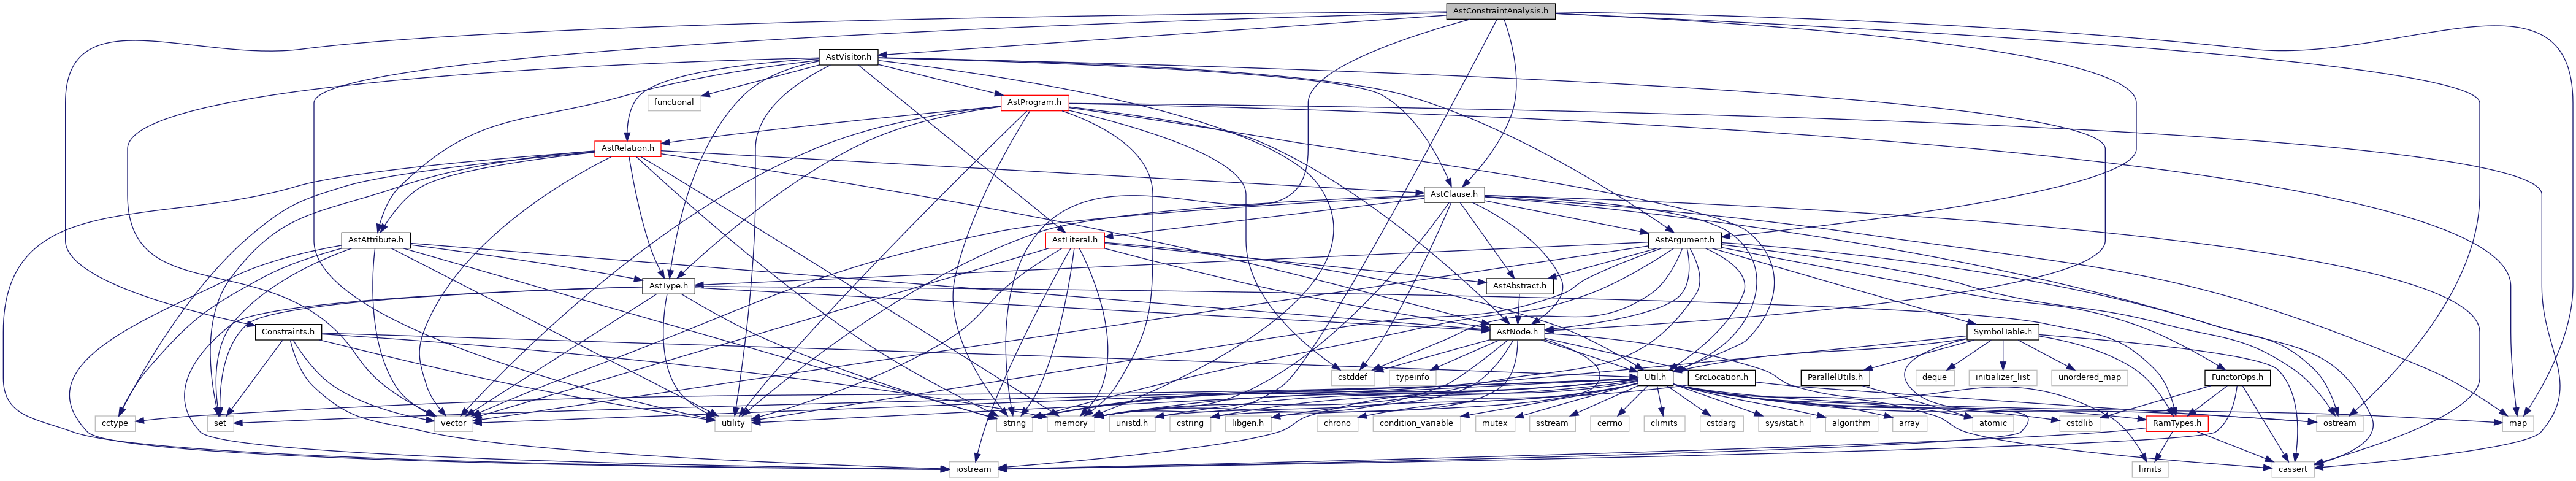 AstConstraintAnalysis.h
AstVisitor.h
functional
AstProgram.h
AstRelation.h
AstClause.h
AstAttribute.h
AstLiteral.h
AstArgument.h
AstType.h
AstAbstract.h
Constraints.h
AstNode.h
SymbolTable.h
cstddef
typeinfo
Util.h
SrcLocation.h
ParallelUtils.h
deque
initializer_list
unordered_map
FunctorOps.h
cctype
set
vector
utility
string
memory
unistd.h
cstring
libgen.h
chrono
condition_variable
mutex
sstream
cerrno
climits
cstdarg
sys/stat.h
algorithm
array
atomic
cstdlib
RamTypes.h
ostream
map
iostream
limits
cassert